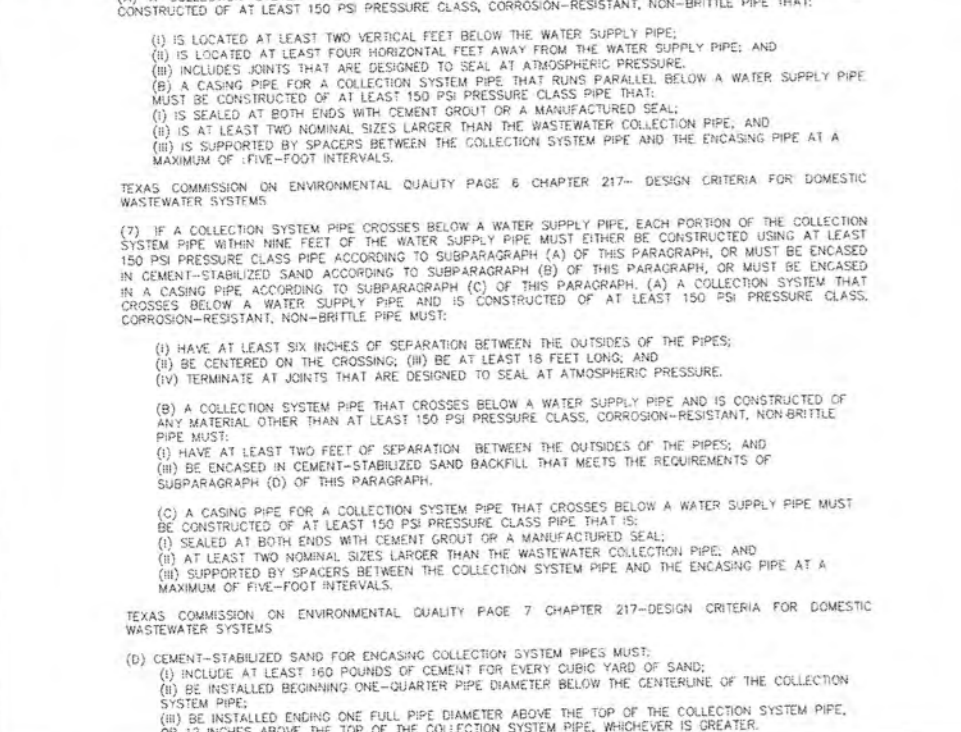 CONSTRUCTED OF AT LEAST 150 PSI PRESSURE CLASS, CORROSION-RESISTANT, NON-BRITTLE PIPE THAT:
(I) IS LOCATED AT LEAST TWO VERTICAL FEET BELOW THE WATER SUPPLY PIPE;
(II) IS LOCATED AT LEAST FOUR HORIZONTAL FEET AWAY FROM THE WATER SUPPLY PIPE; AND
(III) INCLUDES JOINTS THAT ARE DESIGNED TO SEAL AT ATMOSPHERIC PRESSURE.
(B) A CASING PIPE FOR A COLLECTION SYSTEM PIPE THAT RUNS PARALLEL BELOW A WATER SUPPLY PIPE
MUST BE CONSTRUCTED OF AT LEAST 150 PSI PRESSURE CLASS PIPE THAT:
(I) IS SEALED AT BOTH ENDS WITH CEMENT GROUT OR A MANUFACTURED SEAL;
(II) IS AT LEAST TWO NOMINAL SIZES LARGER THAN THE WASTEWATER COLLECTION PIPE; AND
(III) IS SUPPORTED BY SPACERS BETWEEN THE COLLECTION SYSTEM PIPE AND THE ENCASING PIPE AT A
MAXIMUM OF :FIVE-FOOT INTERVALS.
TEXAS COMMISSION ON ENVIRONMENTAL QUALITY PAGE 6 CHAPTER 217- DESIGN CRITERIA FOR DOMESTIC
WASTEWATER SYSTEMS
(7) IF A COLLECTION SYSTEM PIPE CROSSES BELOW A WATER SUPPLY PIPE, EACH PORTION OF THE COLLECTION
SYSTEM PIPE WITHIN NINE FEET OF THE WATER SUPPLY PIPE MUST EITHER BE CONSTRUCTED USING AT LEAST
150 PSI PRESSURE CLASS PIPE ACCORDING TO SUBPARAGRAPH (A) OF THIS PARAGRAPH, OR MUST BE ENCASED
IN CEMENT-STABILIZED SAND ACCORDING TO SUBPARAGRAPH (B) OF THIS PARAGRAPH, OR MUST BE ENCASED
IN A CASING PIPE ACCORDING TO SUBPARAGRAPH (C) OF THIS PARAGRAPH. (A) A COLLECTION SYSTEM THAT
CROSSES BELOW A WATER SUPPLY PIPE AND IS CONSTRUCTED OF AT LEAST 150 PSI PRESSURE CLASS,
CORROSION-RESISTANT, NON-BRITTLE PIPE MUST:
(I) HAVE AT LEAST SIX INCHES OF SEPARATION BETWEEN THE OUTSIDES OF THE PIPES;
(II) BE CENTERED ON THE CROSSING; (III) BE AT LEAST 18 FEET LONG; AND
(IV) TERMINATE AT JOINTS THAT ARE DESIGNED TO SEAL AT ATMOSPHERIC PRESSURE.
(B) A COLLECTION SYSTEM PIPE THAT CROSSES BELOW A WATER SUPPLY PIPE AND IS CONSTRUCTED OF
ANY MATERIAL OTHER THAN AT LEAST 150 PSI PRESSURE CLASS, CORROSION-RESISTANT, NON-BRITTLE
PIPE MUST:
(I) HAVE AT LEAST TWO FEET OF SEPARATION BETWEEN THE OUTSIDES OF THE PIPES; AND
(II) BE ENCASED IN CEMENT-STABILIZED SAND BACKFILL THAT MEETS THE REQUIREMENTS OF
SUBPARAGRAPH (D) OF THIS PARAGRAPH.
(C) A CASING PIPE FOR A COLLECTION SYSTEM PIPE THAT CROSSES BELOW A WATER SUPPLY PIPE MUST
BE CONSTRUCTED OF AT LEAST 150 PSI PRESSURE CLASS PIPE THAT IS:
(I) SEALED AT BOTH ENDS WITH CEMENT GROUT OR A MANUFACTURED SEAL;
(II) AT LEAST TWO NOMINAL SIZES LARGER THAN THE WASTEWATER COLLECTION PIPE; AND
(III) SUPPORTED BY SPACERS BETWEEN THE COLLECTION SYSTEM PIPE AND THE ENCASING PIPE AT A
MAXIMUM OF FIVE-FOOT INTERVALS.
TEXAS COMMISSION ON ENVIRONMENTAL QUALITY PAGE 7 CHAPTER 217-DESIGN CRITERIA FOR DOMESTIC
WASTEWATER SYSTEMS
(D) CEMENT-STABILIZED SAND FOR ENCASING COLLECTION SYSTEM PIPES MUST:
(I) INCLUDE AT LEAST 160 POUNDS OF CEMENT FOR EVERY CUBIC YARD OF SAND;
(II) BE INSTALLED BEGINNING ONE-QUARTER PIPE DIAMETER BELOW THE CENTERLINE OF THE COLLECTION
SYSTEM PIPE;
(III) BE INSTALLED ENDING ONE FULL PIPE DIAMETER ABOVE THE TOP OF THE COLLECTION SYSTEM PIPE,
OR 12 INCHES ABOVE THE TOP OF THE COLLECTION SYSTEM PIPE, WHICHEVER IS GREATER.